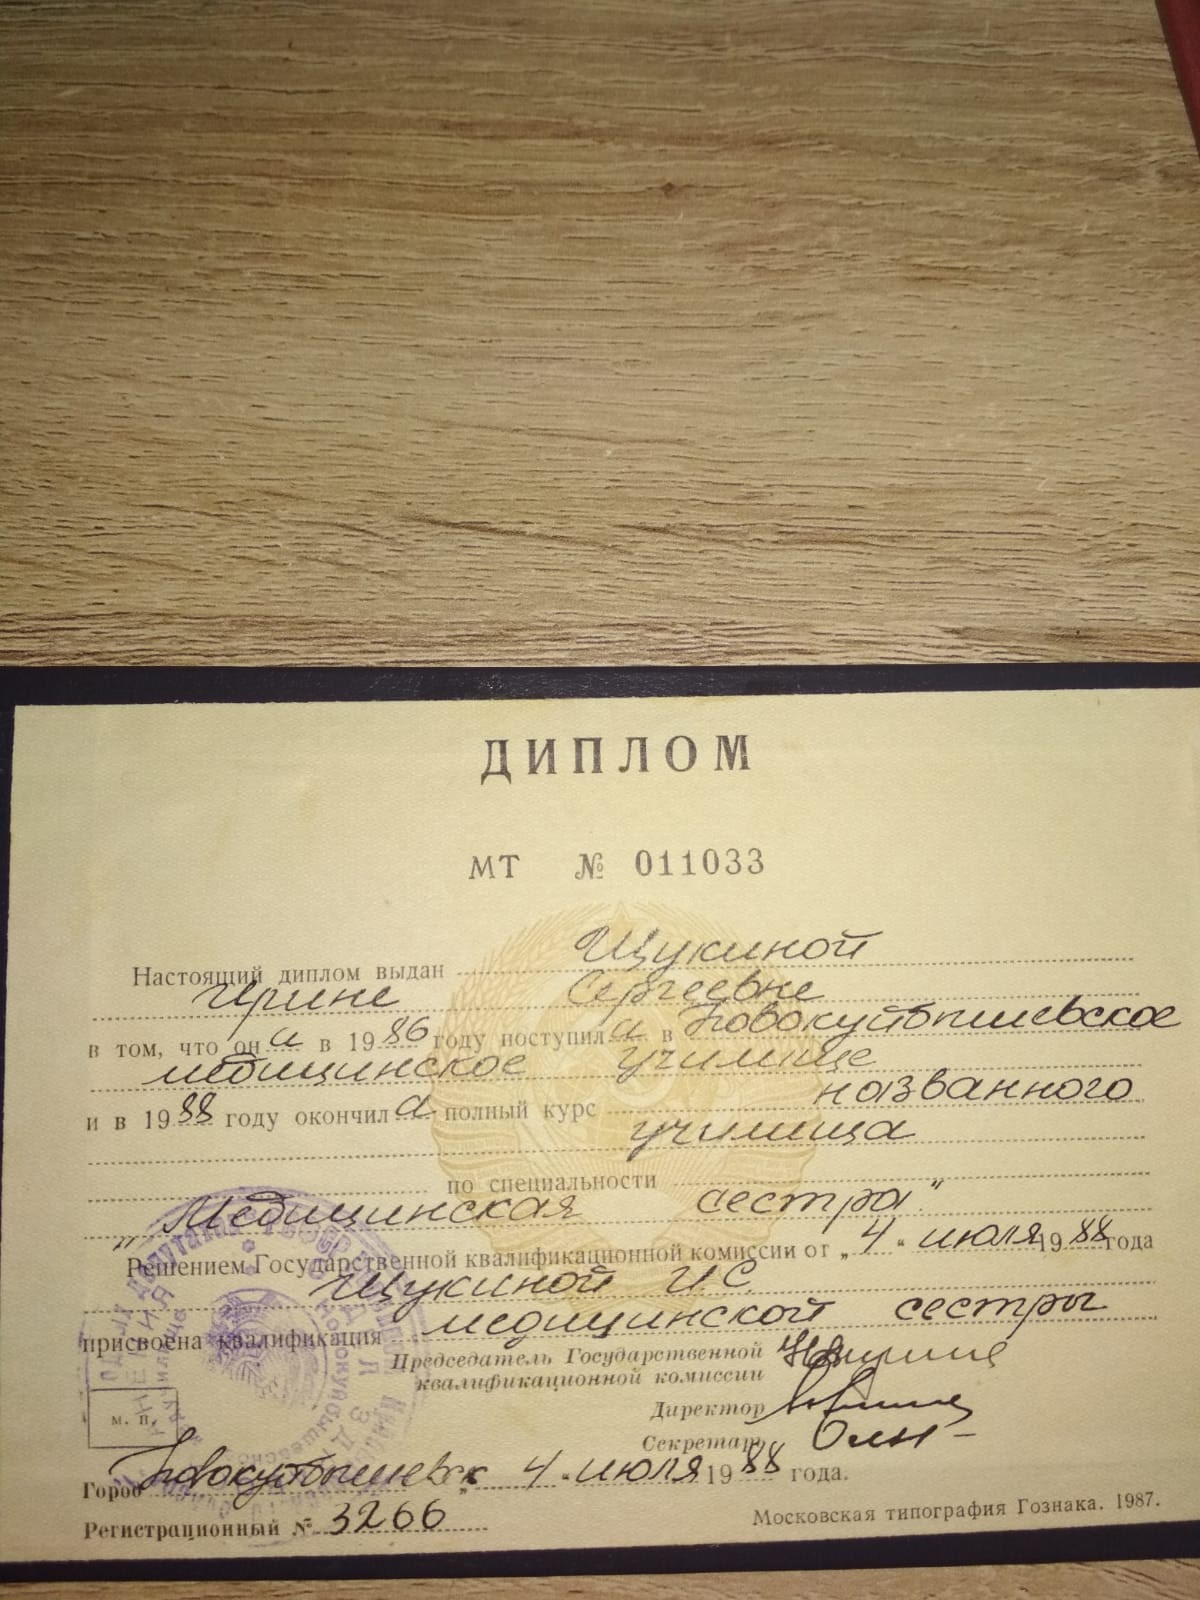 ДИПЛОМ
МТ № 011033
Настоящий диплом выдан Щукиной
Ирине Сергеевне
в том, что она в 1986 году поступила в Новокуйбышевское
медицинское училище
и в 1988 году окончила полный курс названного
училища
по специальности
„Медицинская сестра"
Решением Государственной квалификационной комиссии от „4" июля 1988 года
Щукиной И.С.
присвоена квалификация медицинской сестры
Председатель Государственной
квалификационной комиссии
Директор
Секретарь
м. п.
Город Новокуйбышевск „4" июля 1988 года.
Регистрационный № 3266
Московская типография Гознака. 1987.